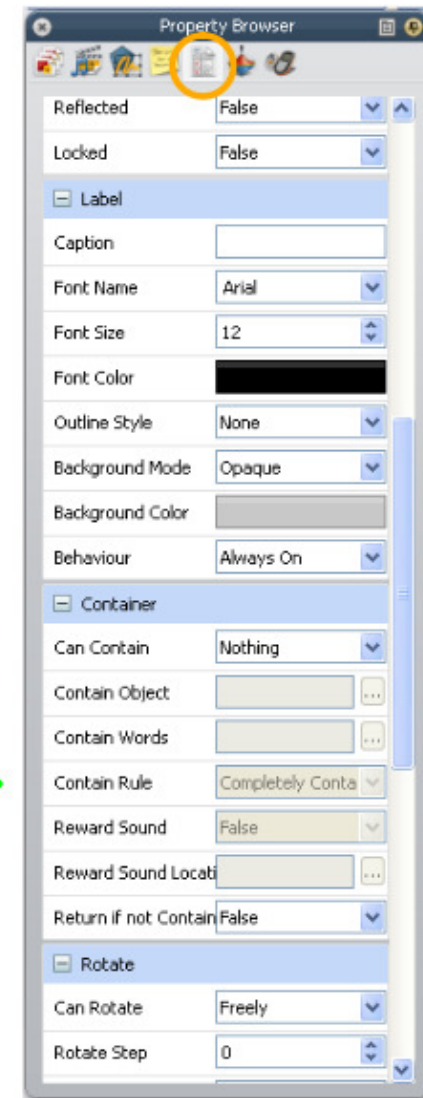 Property Browser
Reflected False
Locked False
Label
Caption
Font Name Arial
Font Size 12
Font Color
Outline Style None
Background Mode Opaque
Background Color
Behaviour Always On
Container
Can Contain Nothing
Contain Object ...
Contain Words ...
Contain Rule Completely Conta
Reward Sound False
Reward Sound Locati ...
Return if not Contain False
Rotate
Can Rotate Freely
Rotate Step 0